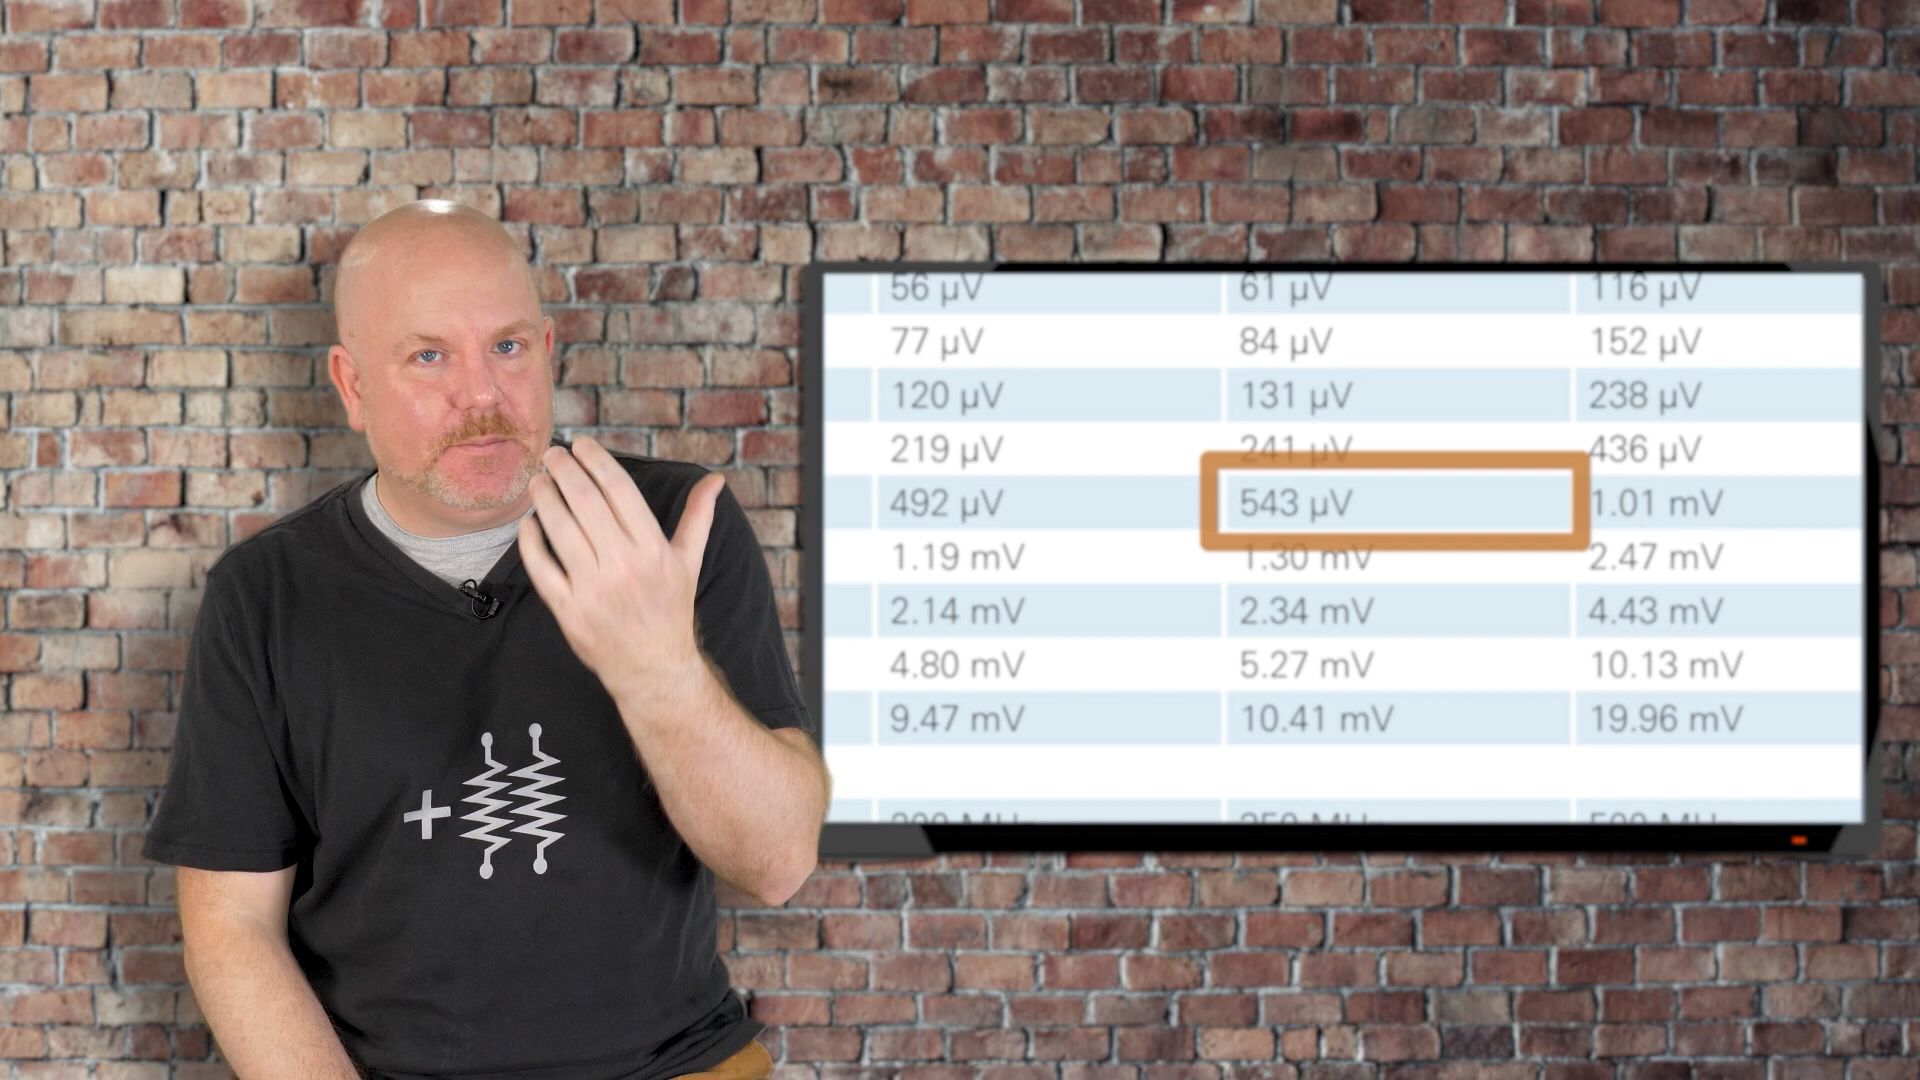 56 µV 61 µV 116 µV
77 µV 84 µV 152 µV
120 µV 131 µV 238 µV
219 µV 241 µV 436 µV
492 µV 543 µV 1.01 mV
1.19 mV 1.30 mV 2.47 mV
2.14 mV 2.34 mV 4.43 mV
4.80 mV 5.27 mV 10.13 mV
9.47 mV 10.41 mV 19.96 mV